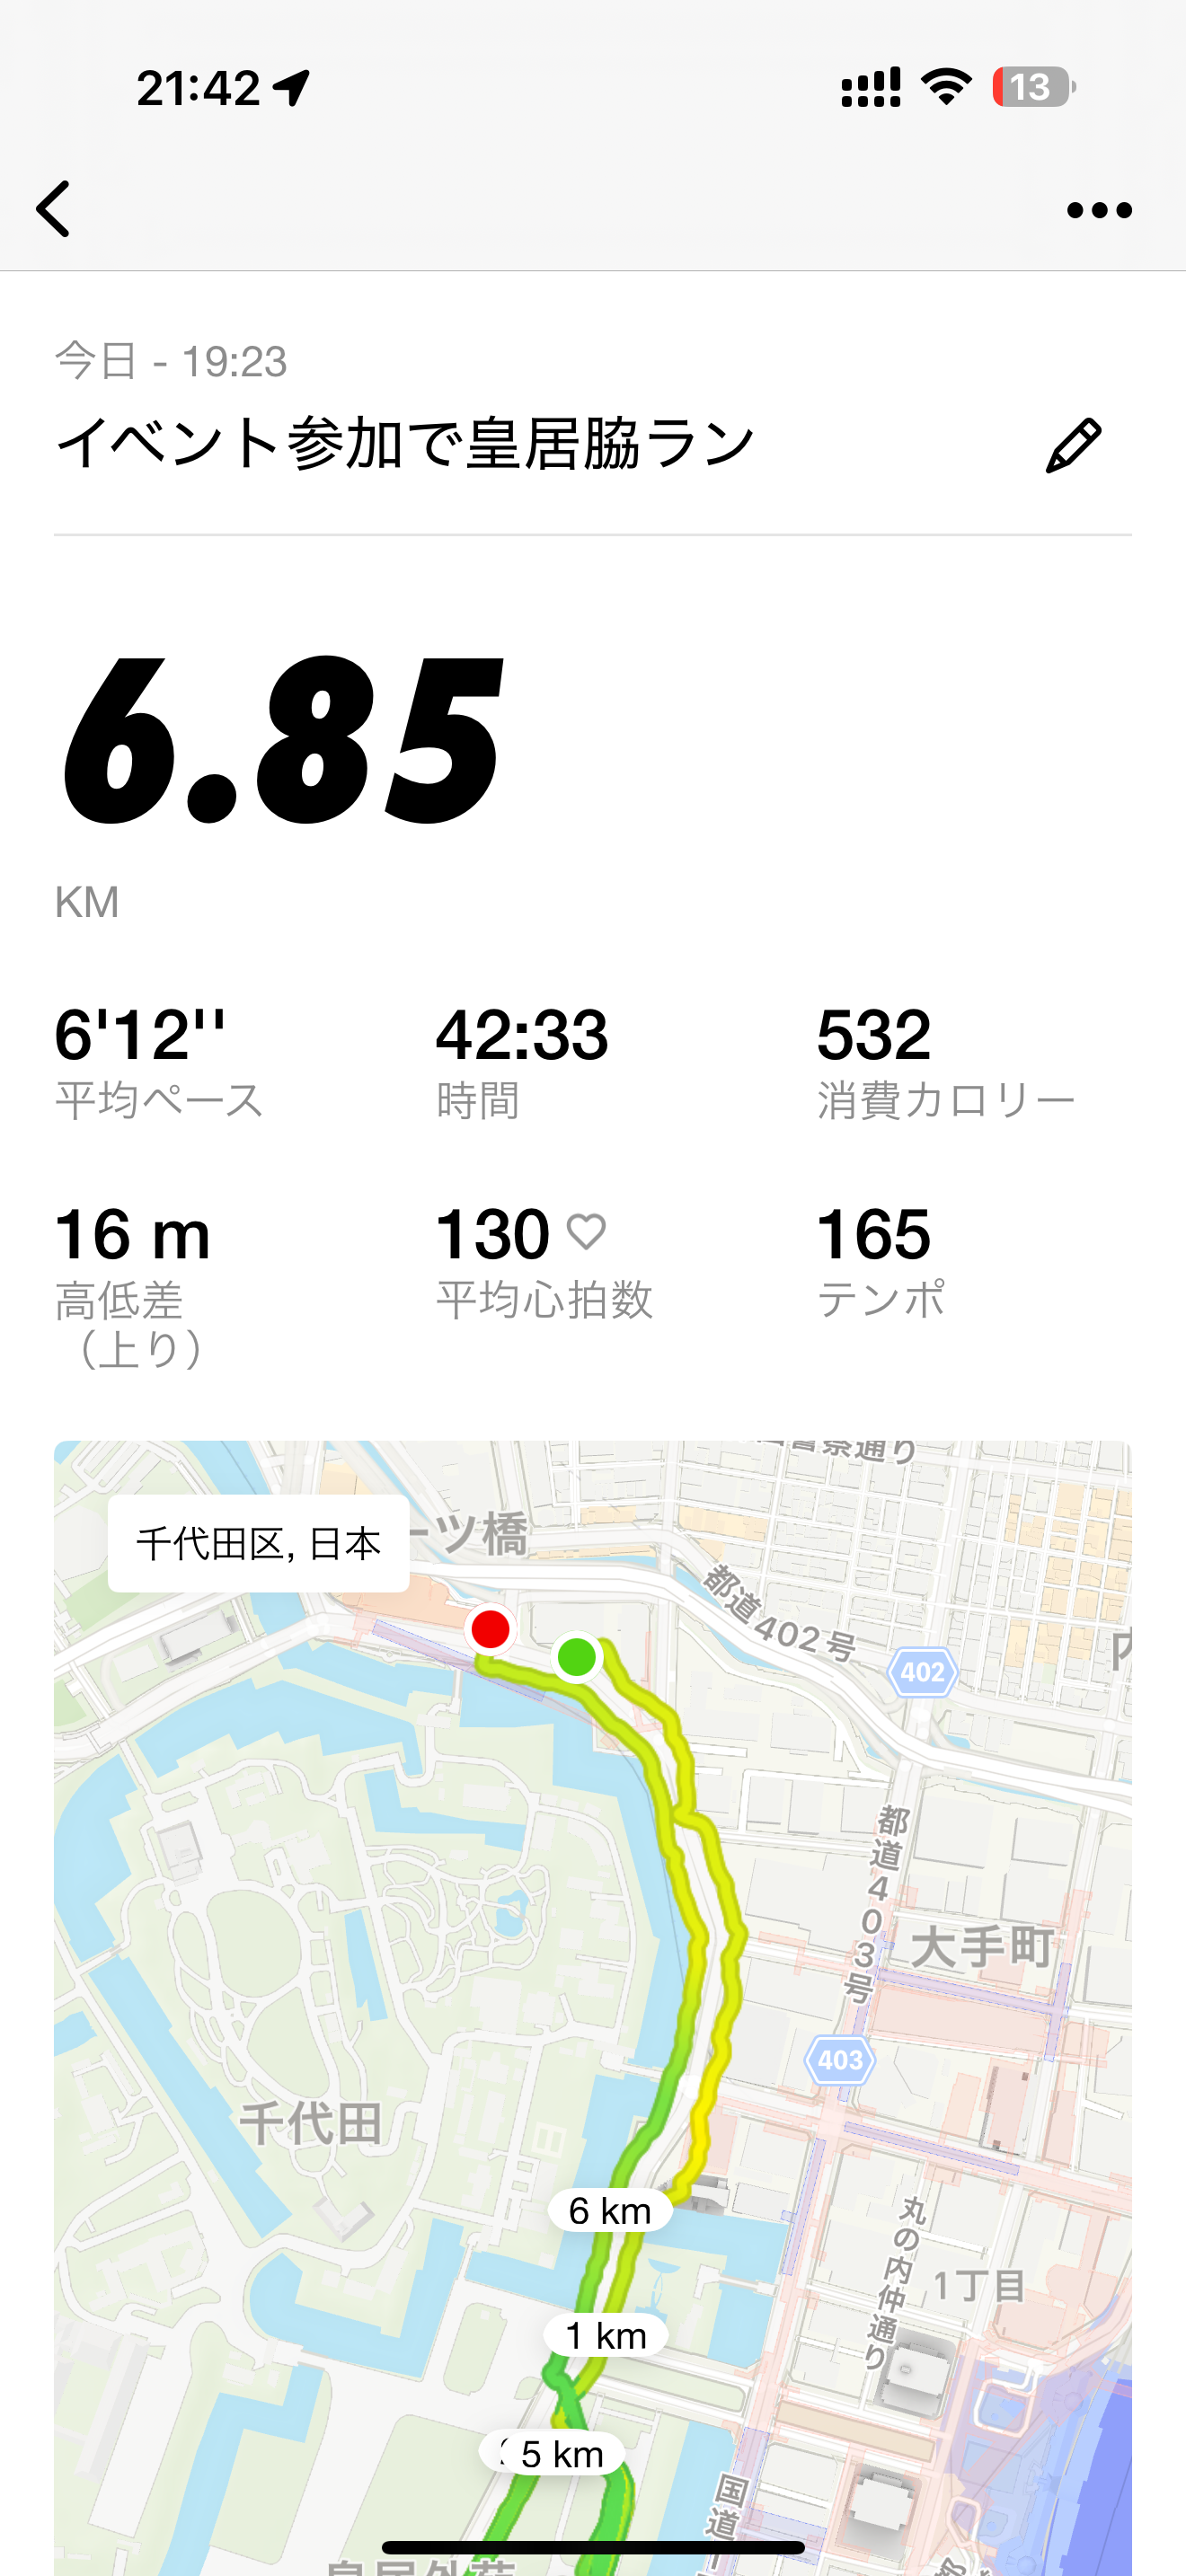 21:42
13
今日 - 19:23
イベント参加で皇居脇ラン
6.85
KM
6'12''
平均ペース
42:33
時間
532
消費カロリー
16 m
高低差
（上り）
130
平均心拍数
165
テンポ
千代田区, 日本
ーツ橋
都道402号
402
都道403号
大手町
403
千代田
6 km
丸の内仲通り
1丁目
1 km
5 km
国道
皇居外苑